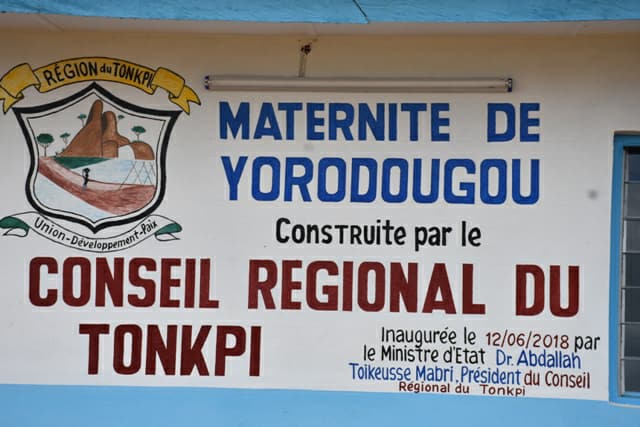 RÉGION du TONKPI
Union-Développement-Paix
MATERNITE DE
YORODOUGOU
Construite par le
CONSEIL REGIONAL DU
TONKPI
Inaugurée le 12/06/2018 par
le Ministre d'Etat Dr. Abdallah
Toikeusse Mabri, Président du Conseil
Régional du Tonkpi